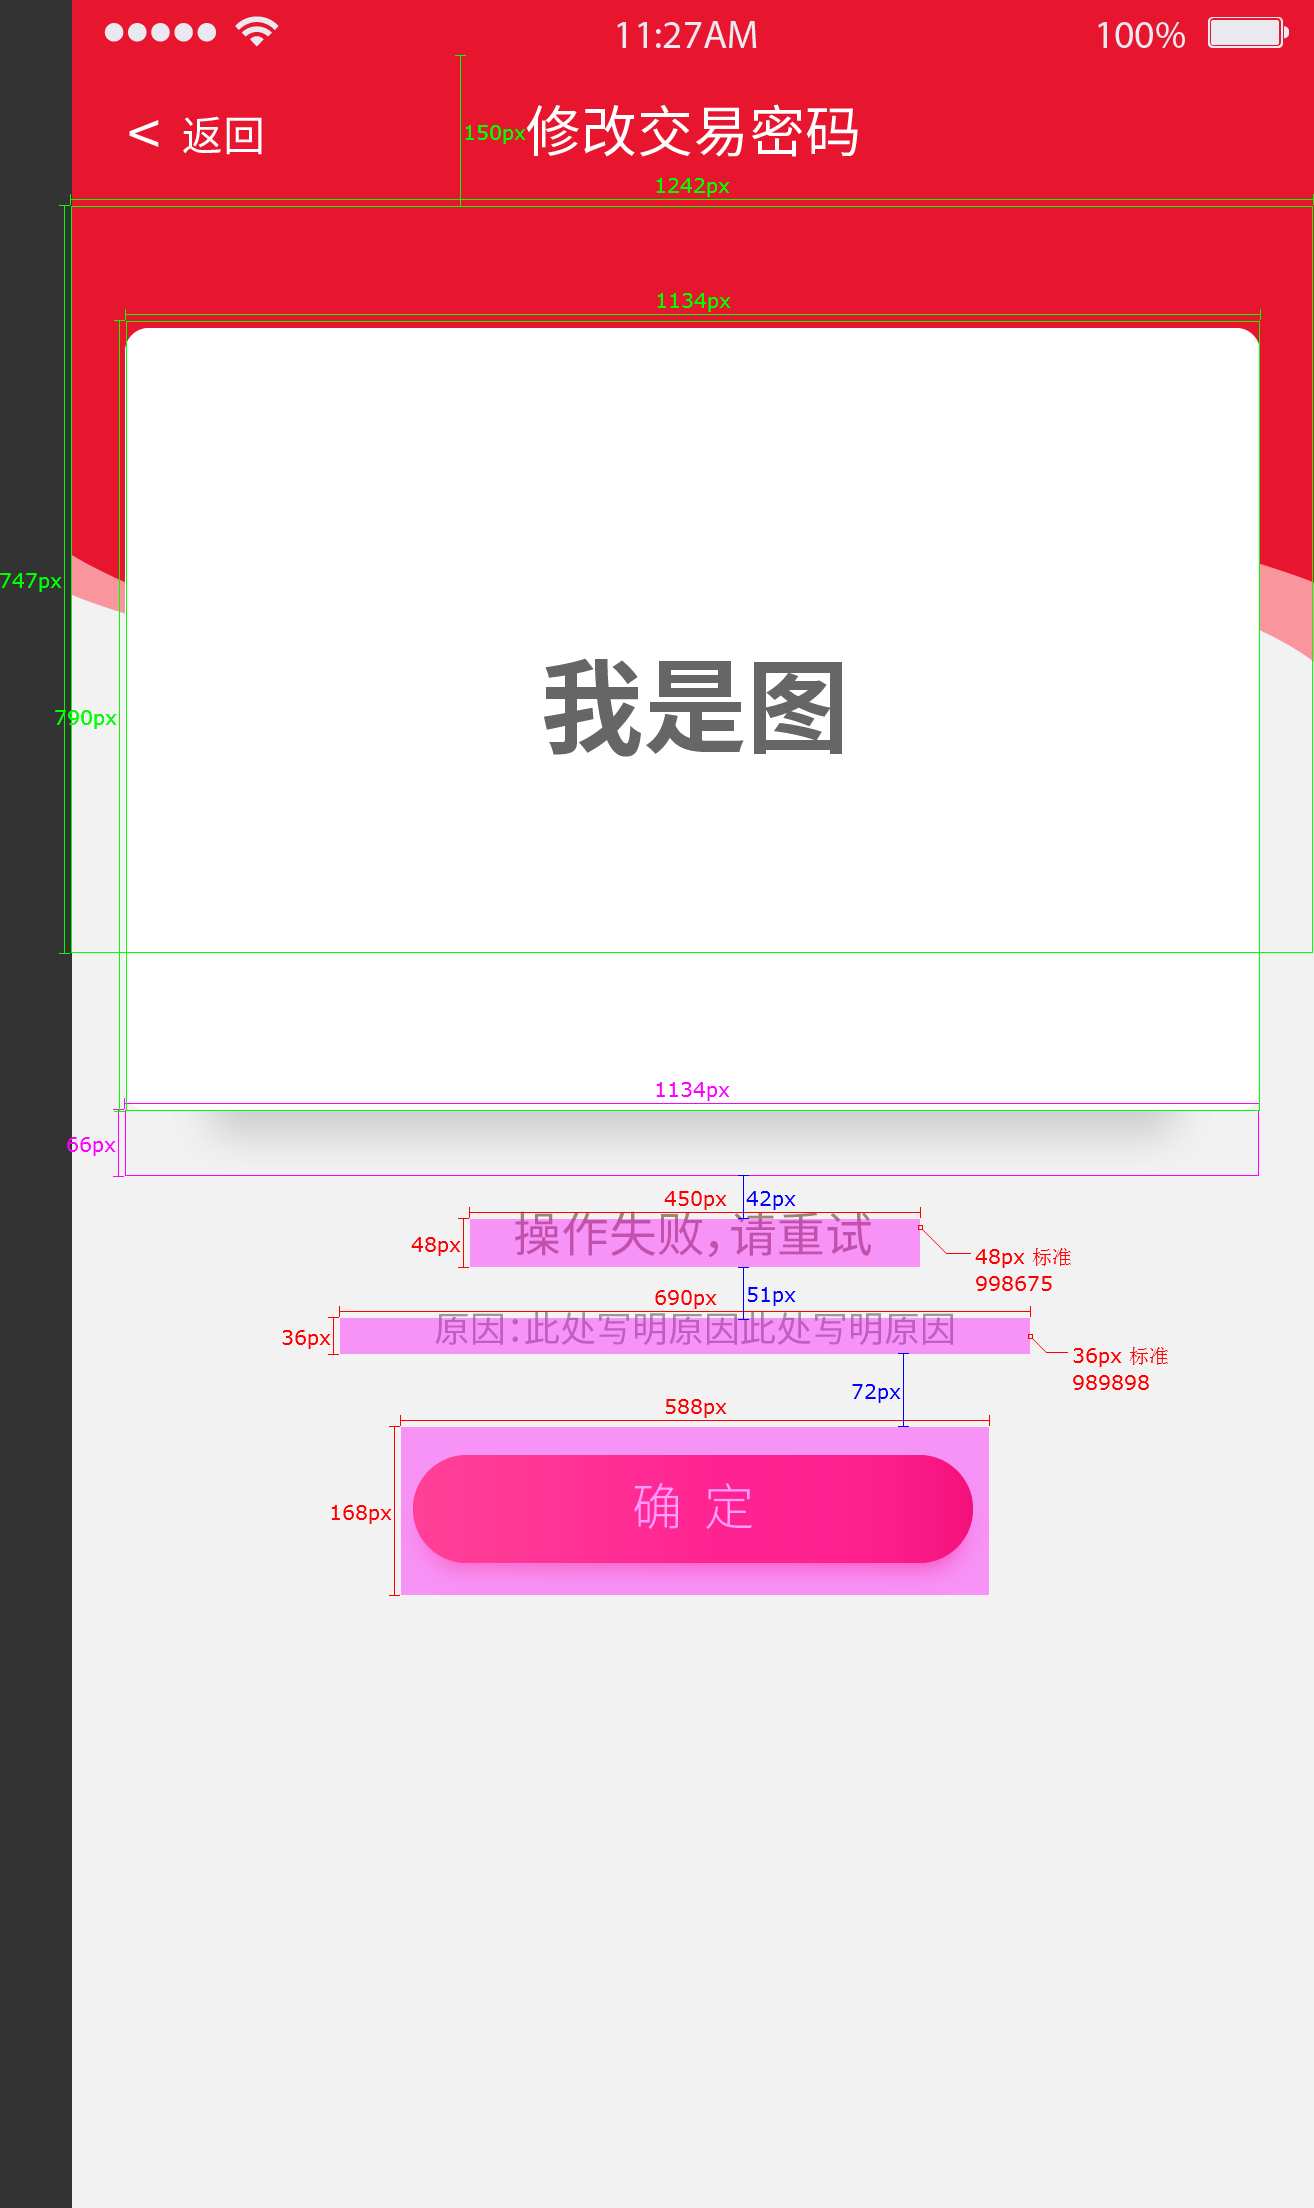 11:27AM
100%
< 返回
150px
修改交易密码
1242px
1134px
747px
我是图
790px
1134px
66px
450px
42px
操作失败,请重试
48px
48px 标准
998675
690px
51px
原因:此处写明原因此处写明原因
36px
36px 标准
989898
72px
588px
确 定
168px